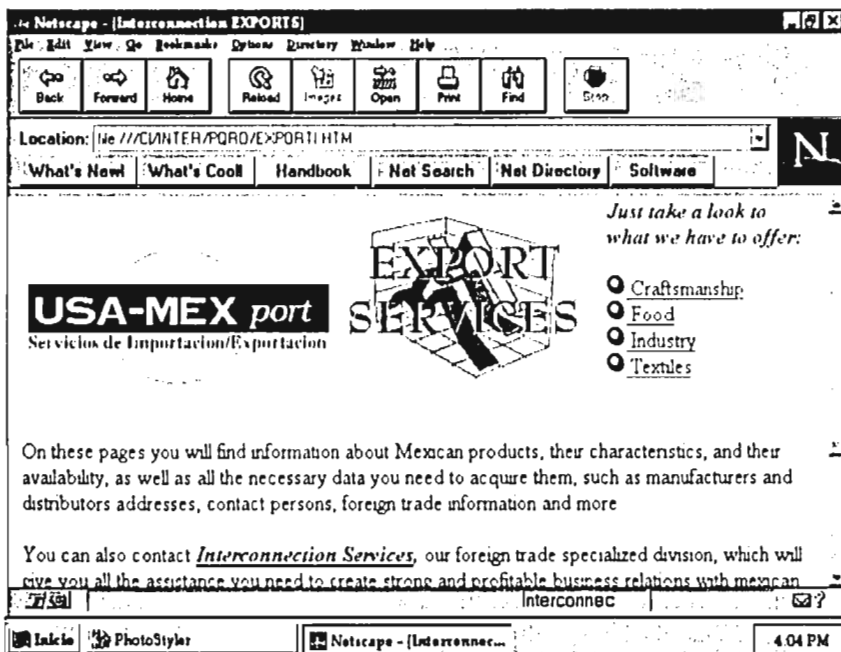 Netscape - [Interconnection EXPORTS]
File Edit View Go Bookmarks Options Directory Window Help
Back Forward Home Reload Images Open Print Find Stop
Location: file:///C|/INTER/PORO/EXPORTI.HTM
N
What's New! What's Cool! Handbook Net Search Net Directory Software
Just take a look to
what we have to offer:
EXPORT
SERVICES
USA-MEX port
Servicios de Importacion/Exportacion
Craftsmanship
Food
Industry
Textiles
On these pages you will find information about Mexican products, their characteristics, and their
availability, as well as all the necessary data you need to acquire them, such as manufacturers and
distributors addresses, contact persons, foreign trade information and more
You can also contact Interconnection Services, our foreign trade specialized division, which will
give you all the assistance you need to create strong and profitable business relations with mexican
Interconnec
Inicio PhotoStyler Netscape - [Interconnec... 4:04 PM